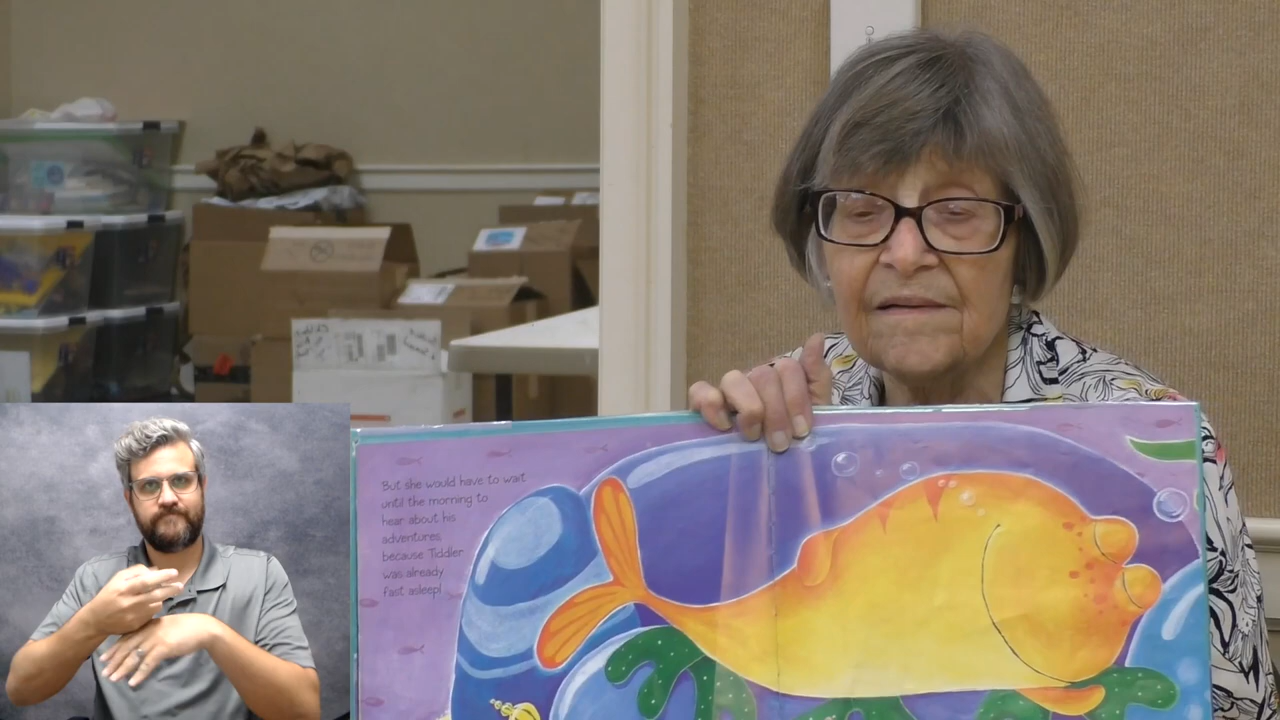 But she would have to wait
until the morning to
hear about his
adventures,
because Tiddler
was already
fast asleep!